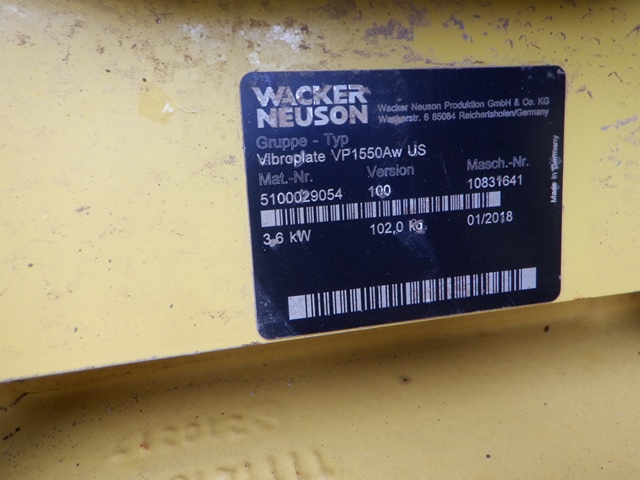 WACKER
NEUSON
Wacker Neuson Produktion GmbH & Co. KG
Wackerstr. 6 85084 Reichertshofen/Germany
Gruppe - Typ
Vibroplate VP1550Aw US
Mat.-Nr. Version Masch.-Nr.
5100029054 100 10831641
3,6 kW 102,0 kg 01/2018
Made in Germany